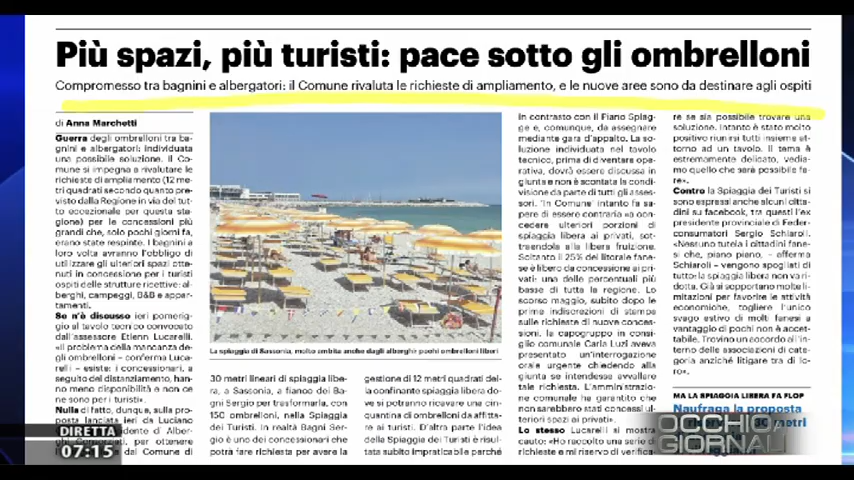 Più spazi, più turisti: pace sotto gli ombrelloni
Compromesso tra bagnini e albergatori: il Comune rivaluta le richieste di ampliamento, e le nuove aree sono da destinare agli ospiti
di Anna Marchetti
Guerra degli ombrelloni tra ba-
gnini e albergatori: individuata
una possibile soluzione. Il Co-
mune si impegna a rivalutare le
richieste di ampliamento (12 me-
tri quadrati secondo quanto pre-
visto dalla Regione in via del tut-
to eccezionale per questa sta-
gione) per le concessioni più
grandi che, solo pochi giorni fa,
erano state respinte. I bagnini a
loro volta avranno l'obbligo di
utilizzare gli ulteriori spazi otte-
nuti in concessione per i turisti
ospiti delle strutture ricettive: al-
berghi, campeggi, B&B e appar-
tamenti.
Se n'è discusso ieri pomerig-
gio al tavolo tecnico convocato
dall'assessore Etienn Lucarelli.
«Il problema della mancanza de-
gli ombrelloni – conferma Luca-
relli – esiste: i concessionari, a
seguito del distanziamento, han-
no meno disponibilità e non ce
ne sono per i turisti».
Nulla di fatto, dunque, sulla pro-
posta lanciata ieri da Luciano
idente di Alber-
per ottenere
dal Comune di
La spiaggia di Sassonia, molto ambita anche dagli alberghi: pochi ombrelloni liberi
30 metri lineari di spiaggia libe-
ra, a Sassonia, a fianco dei Ba-
gni Sergio per trasformarla, con
150 ombrelloni, nella Spiaggia
dei Turisti. In realtà Bagni Ser-
gio è uno dei concessionari che
potrà fare richiesta per avere la
gestione di 12 metri quadrati del-
la confinante spiaggia libera do-
ve si potranno ricavare una cin-
quantina di ombrelloni da affitta-
re ai turisti. D'altra parte l'idea
della Spiaggia dei Turisti è risul-
tata subito impraticabile perché
in contrasto con il Piano Spiag-
ge e, comunque, da assegnare
mediante gara d'appalto. La so-
luzione individuata nel tavolo
tecnico, prima di diventare ope-
rativa, dovrà essere discussa in
giunta e non è scontata la condi-
visione da parte di tutti gli asses-
sori. 'In Comune' intanto fa sa-
pere di essere contraria «a con-
cedere ulteriori porzioni di
spiaggia libera ai privati, sot-
traendola alla libera fruizione.
Soltanto il 25% del litorale fane-
se è libero da concessione ai pri-
vati: una delle percentuali più
basse di tutta la regione. Lo
scorso maggio, subito dopo le
prime indiscrezioni di stampa
sulle richieste di nuove conces-
sioni, la capogruppo in consi-
glio comunale Carla Luzi aveva
presentato un'interrogazione
orale urgente chiedendo alla
giunta se intendesse avvallare
tale richiesta. L'amministrazio-
ne comunale ha garantito che
non sarebbero stati concessi ul-
teriori spazi ai privati».
Lo stesso Lucarelli si mostra
cauto: «Ho raccolto una serie di
richieste e mi riservo di verifica-
re se sia possibile trovare una
soluzione. Intanto è stato molto
positivo riunirsi tutti insieme at-
torno ad un tavolo. Il tema è
estremamente delicato, vedia-
mo quello che sarà possibile fa-
re».
Contro la Spiaggia dei Turisti si
sono espressi anche alcuni citta-
dini su facebook, tra questi l'ex
presidente provinciale di Feder-
consumatori Sergio Schiaroli.
«Nessuno tutela i cittadini fane-
si che, piano piano, – afferma
Schiaroli – vengono spogliati di
tutto: la spiaggia libera non va ri-
dotta. Già si sopportano molte li-
mitazioni per favorire le attività
economiche, togliere l'unico
svago estivo di molti fanesi a
vantaggio di pochi non è accet-
tabile. Trovino un accordo all'in-
terno delle associazioni di cate-
goria anziché litigare tra di lo-
ro».
MA LA SPIAGGIA LIBERA FA FLOP
Naufraga la proposta
30 metri
DIRETTA
07:15
OCCHIO AI
GIORNALI